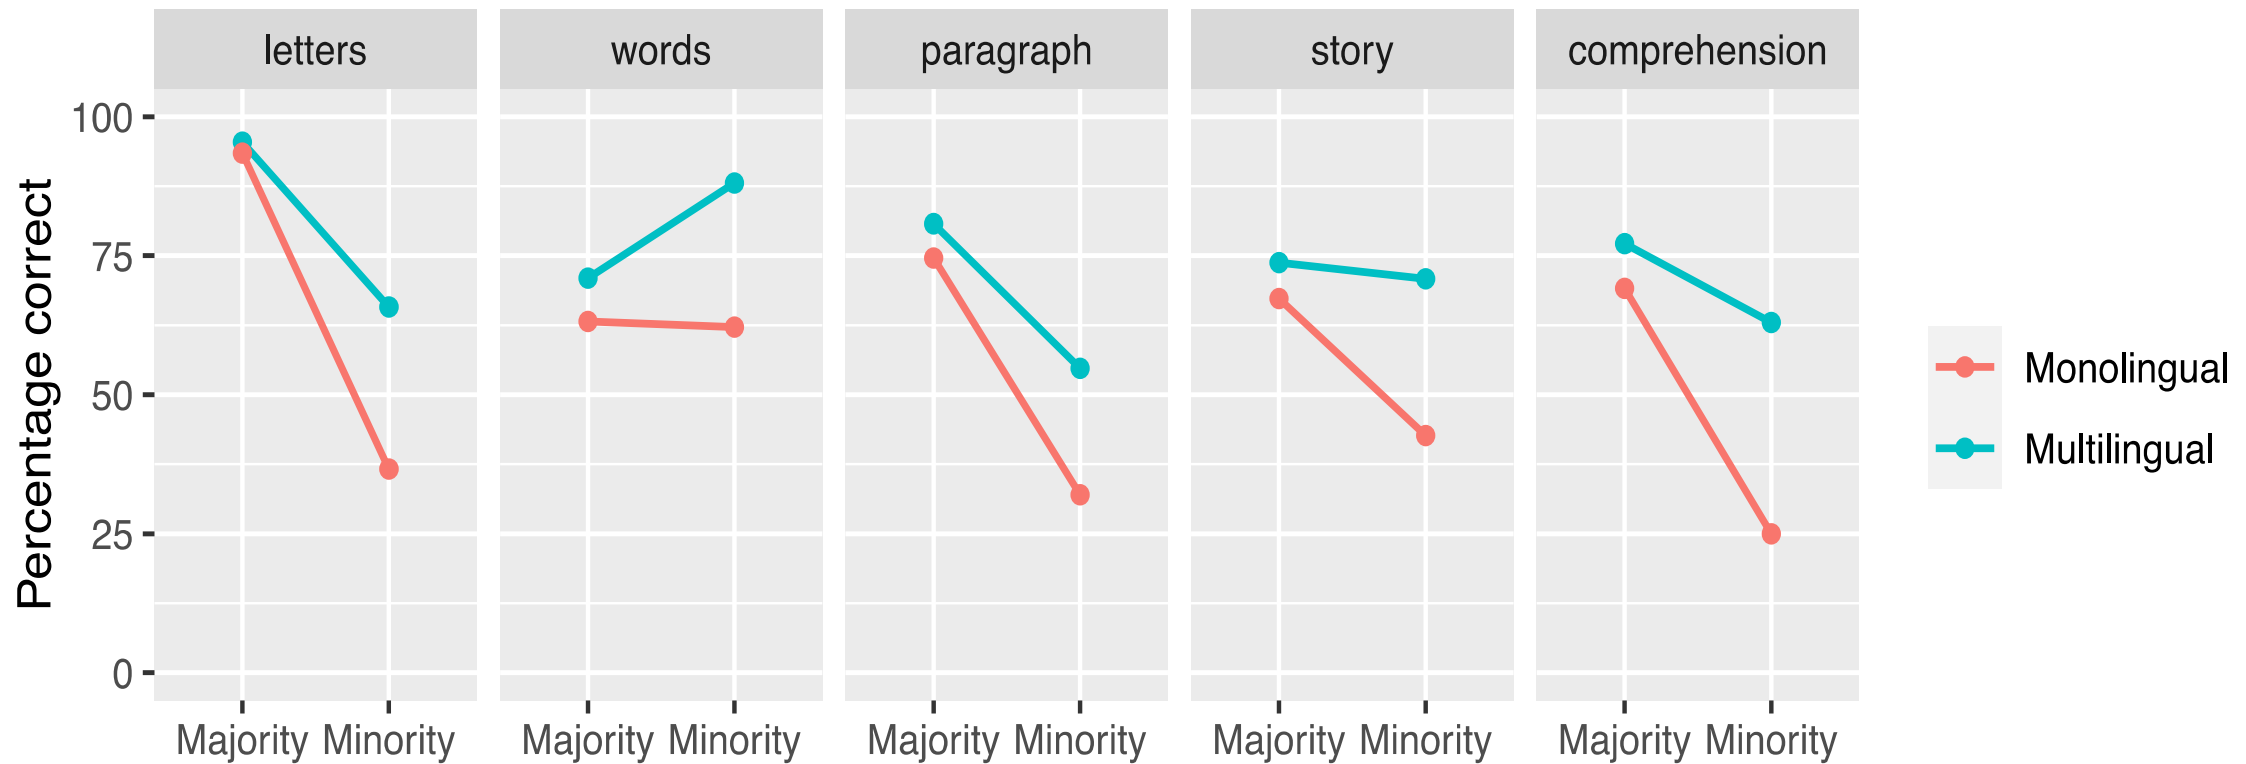 letters
words
paragraph
story
comprehension
Percentage correct
100
75
50
25
0
Majority Minority
Majority Minority
Majority Minority
Majority Minority
Majority Minority
Monolingual
Multilingual